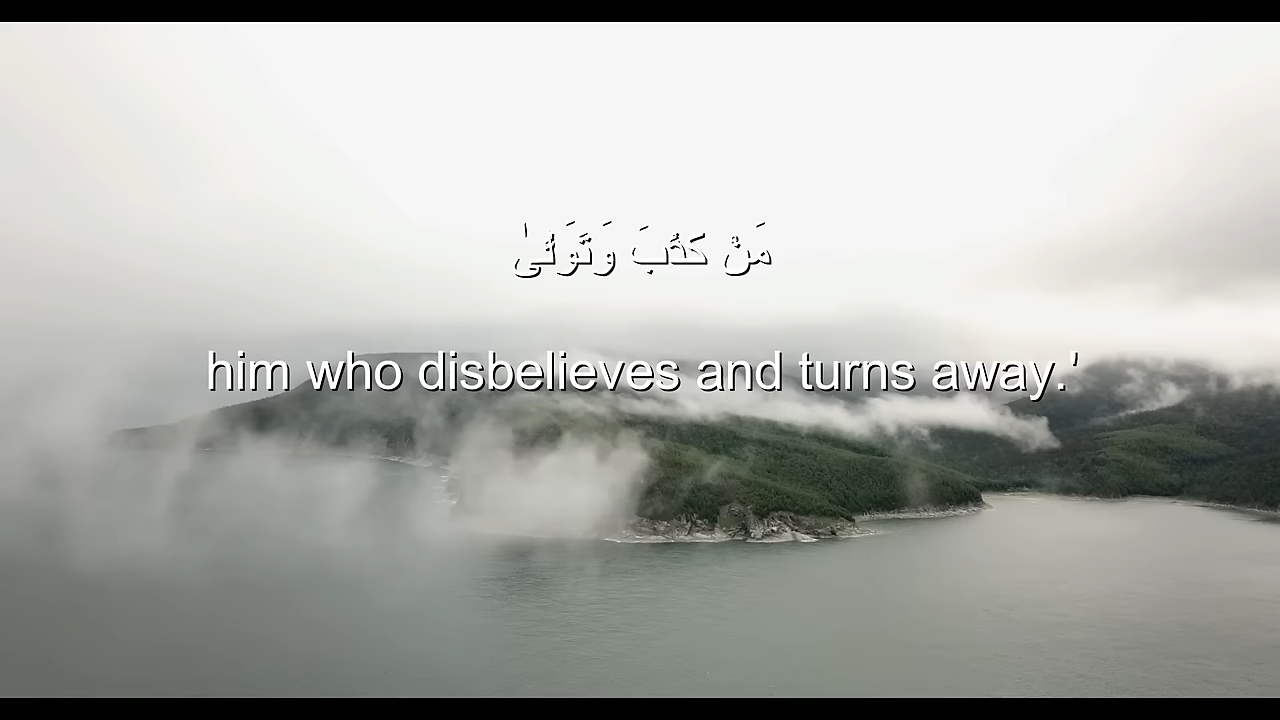 مَنْ كَذَّبَ وَتَوَلَّىٰ
him who disbelieves and turns away.'